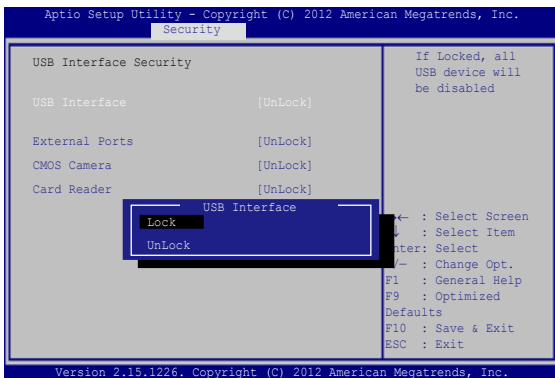 Aptio Setup Utility - Copyright (C) 2012 American Megatrends, Inc.
Security
USB Interface Security
USB Interface [UnLock]
External Ports [UnLock]
CMOS Camera [UnLock]
Card Reader [UnLock]
USB Interface
Lock
UnLock
If Locked, all
USB device will
be disabled
→← : Select Screen
↓ : Select Item
nter: Select
/− : Change Opt.
F1 : General Help
F9 : Optimized
Defaults
F10 : Save & Exit
ESC : Exit
Version 2.15.1226. Copyright (C) 2012 American Megatrends, Inc.